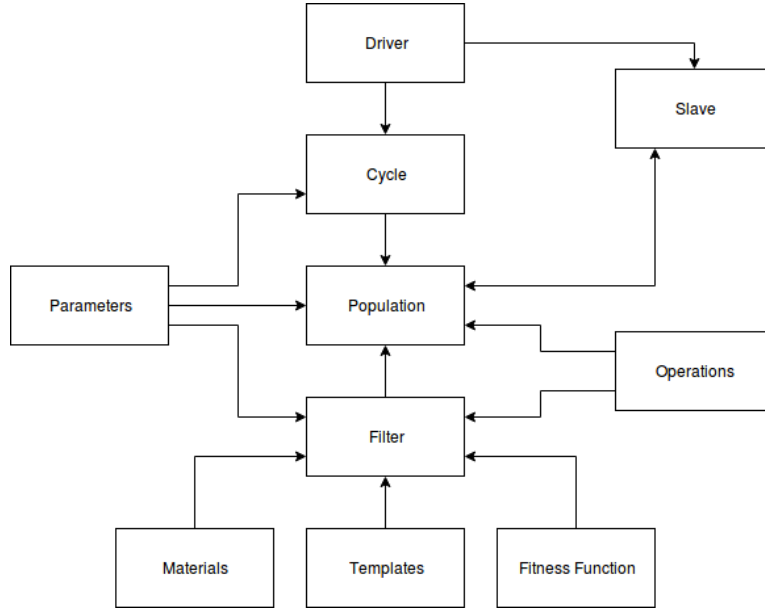 Driver
Slave
Cycle
Parameters
Population
Operations
Filter
Materials
Templates
Fitness Function